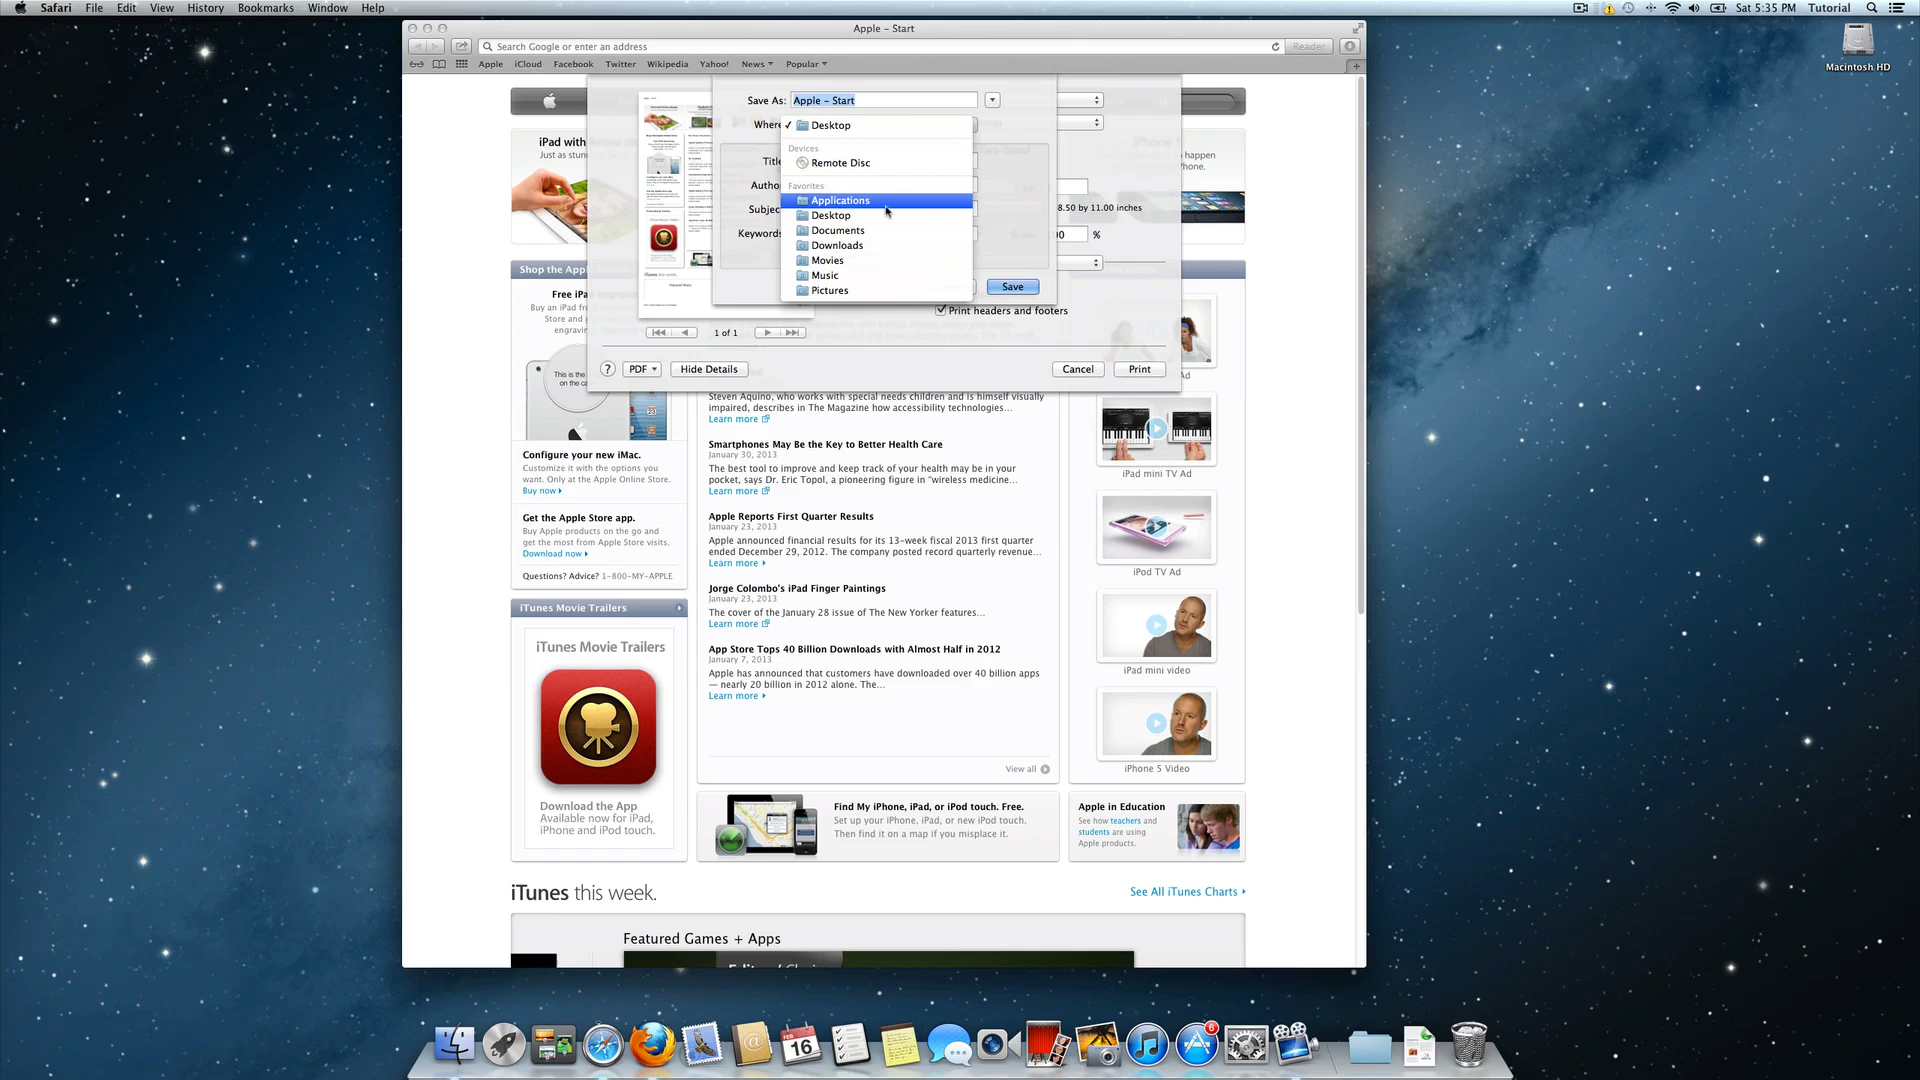 Safari File Edit View History Bookmarks Window Help
Sat 5:35 PM Tutorial
Macintosh HD
Apple – Start
Search Google or enter an address
Reader
Apple iCloud Facebook Twitter Wikipedia Yahoo! News Popular
Save As: Apple – Start
Where
Desktop
Devices
Remote Disc
Favorites
Applications
Desktop
Documents
Downloads
Movies
Music
Pictures
Title
Subject
Keywords
8.50 by 11.00 inches
%
Save
Print headers and footers
1 of 1
? PDF Hide Details
Cancel Print
iPad with
Shop the
happen
Phone.
Configure your new iMac.
Customize it with the options you
want. Only at the Apple Online Store.
Buy now
Get the Apple Store app.
Buy Apple products on the go and
get the most from Apple Store visits.
Download now
Questions? Advice? 1-800-MY-APPLE
iTunes Movie Trailers
iTunes Movie Trailers
Download the App
Available now for iPad,
iPhone and iPod touch.
Steven Aquino, who works with special needs children and is himself visually
impaired, describes in The Magazine how accessibility technologies...
Learn more
Smartphones May Be the Key to Better Health Care
January 30, 2013
The best tool to improve and keep track of your health may be in your
pocket, says Dr. Eric Topol, a pioneering figure in "wireless medicine...
Learn more
Apple Reports First Quarter Results
January 23, 2013
Apple announced financial results for its 13-week fiscal 2013 first quarter
ended December 29, 2012. The company posted record quarterly revenue...
Learn more
Jorge Colombo's iPad Finger Paintings
January 23, 2013
The cover of the January 28 issue of The New Yorker features...
Learn more
App Store Tops 40 Billion Downloads with Almost Half in 2012
January 7, 2013
Apple has announced that customers have downloaded over 40 billion apps
— nearly 20 billion in 2012 alone. The...
Learn more
View all
Ad
iPad mini TV Ad
iPod TV Ad
iPad mini video
iPhone 5 Video
Find My iPhone, iPad, or iPod touch. Free.
Set up your iPhone, iPad, or new iPod touch.
Then find it on a map if you misplace it.
Apple in Education
See how teachers and
students are using
Apple products.
iTunes this week.
See All iTunes Charts
Featured Games + Apps
FEB
16
6